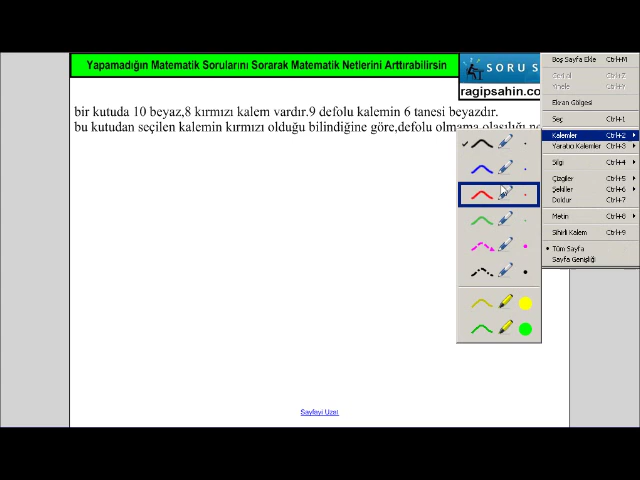 Yapamadığın Matematik Sorularını Sorarak Matematik Netlerini Arttırabilirsin
SORU S
ragipsahin.co
bir kutuda 10 beyaz,8 kırmızı kalem vardır.9 defolu kalemin 6 tanesi beyazdır.
bu kutudan seçilen kalemin kırmızı olduğu bilindiğine göre,defolu olmama olasılığı ne
Boş Sayfa Ekle Ctrl+M
Geri al Ctrl+Z
Yinele Ctrl+Y
Ekran Gölgesi
Seç Ctrl+1
Kalemler Ctrl+2
Yaratıcı Kalemler Ctrl+3
Silgi Ctrl+4
Çizgiler Ctrl+5
Şekiller Ctrl+6
Doldur Ctrl+7
Metin Ctrl+8
Sihirli Kalem Ctrl+9
Tüm Sayfa
Sayfa Genişliği
Sayfayı Uzat